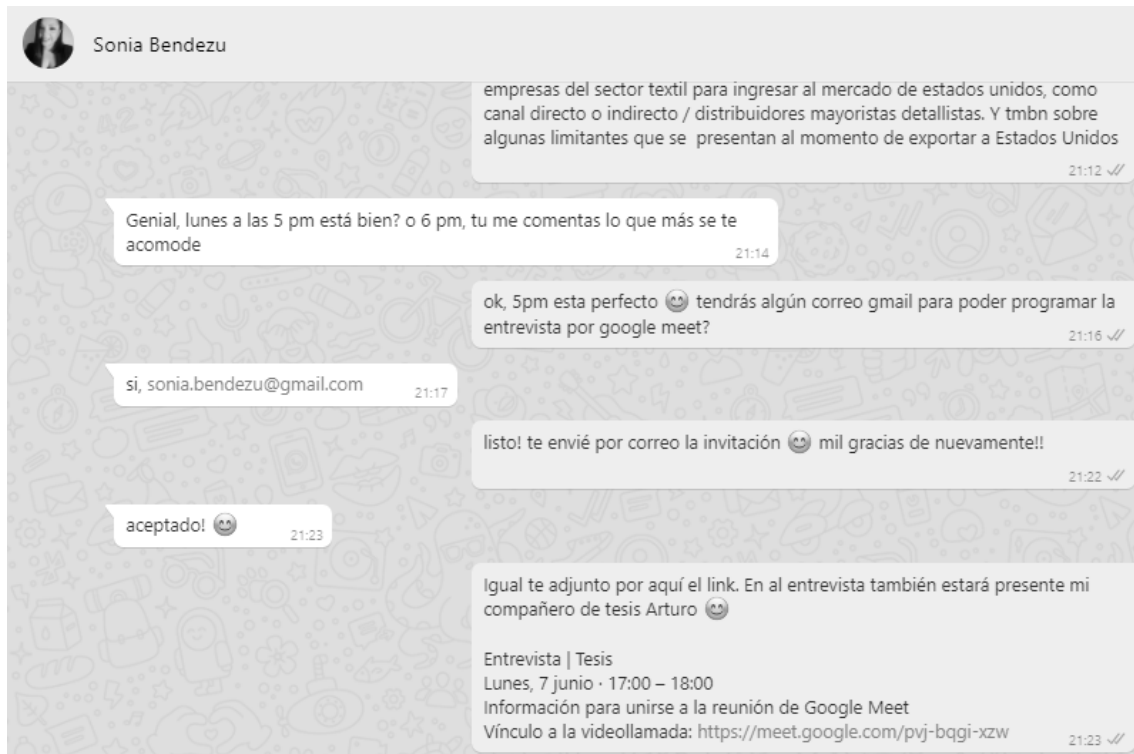 Sonia Bendezu
empresas del sector textil para ingresar al mercado de estados unidos, como
canal directo o indirecto / distribuidores mayoristas detallistas. Y tmbn sobre
algunas limitantes que se presentan al momento de exportar a Estados Unidos
21:12
Genial, lunes a las 5 pm está bien? o 6 pm, tu me comentas lo que más se te
acomode
21:14
ok, 5pm esta perfecto 😊 tendrás algún correo gmail para poder programar la
entrevista por google meet?
21:16
si, sonia.bendezu@gmail.com
21:17
listo! te envié por correo la invitación 😊 mil gracias de nuevamente!!
21:22
aceptado! 😊
21:23
Igual te adjunto por aquí el link. En al entrevista también estará presente mi
compañero de tesis Arturo 😊
Entrevista | Tesis
Lunes, 7 junio · 17:00 – 18:00
Información para unirse a la reunión de Google Meet
Vínculo a la videollamada: https://meet.google.com/pvj-bqgi-xzw
21:23